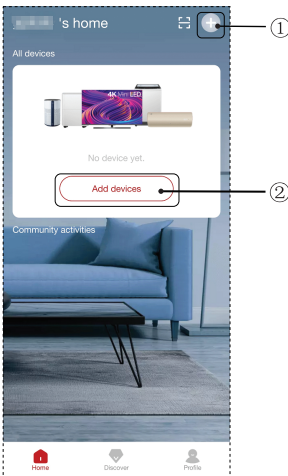 's home
①
All devices
4K Mini LED
No device yet.
Add devices
②
Community activities
Home
Discover
Profile